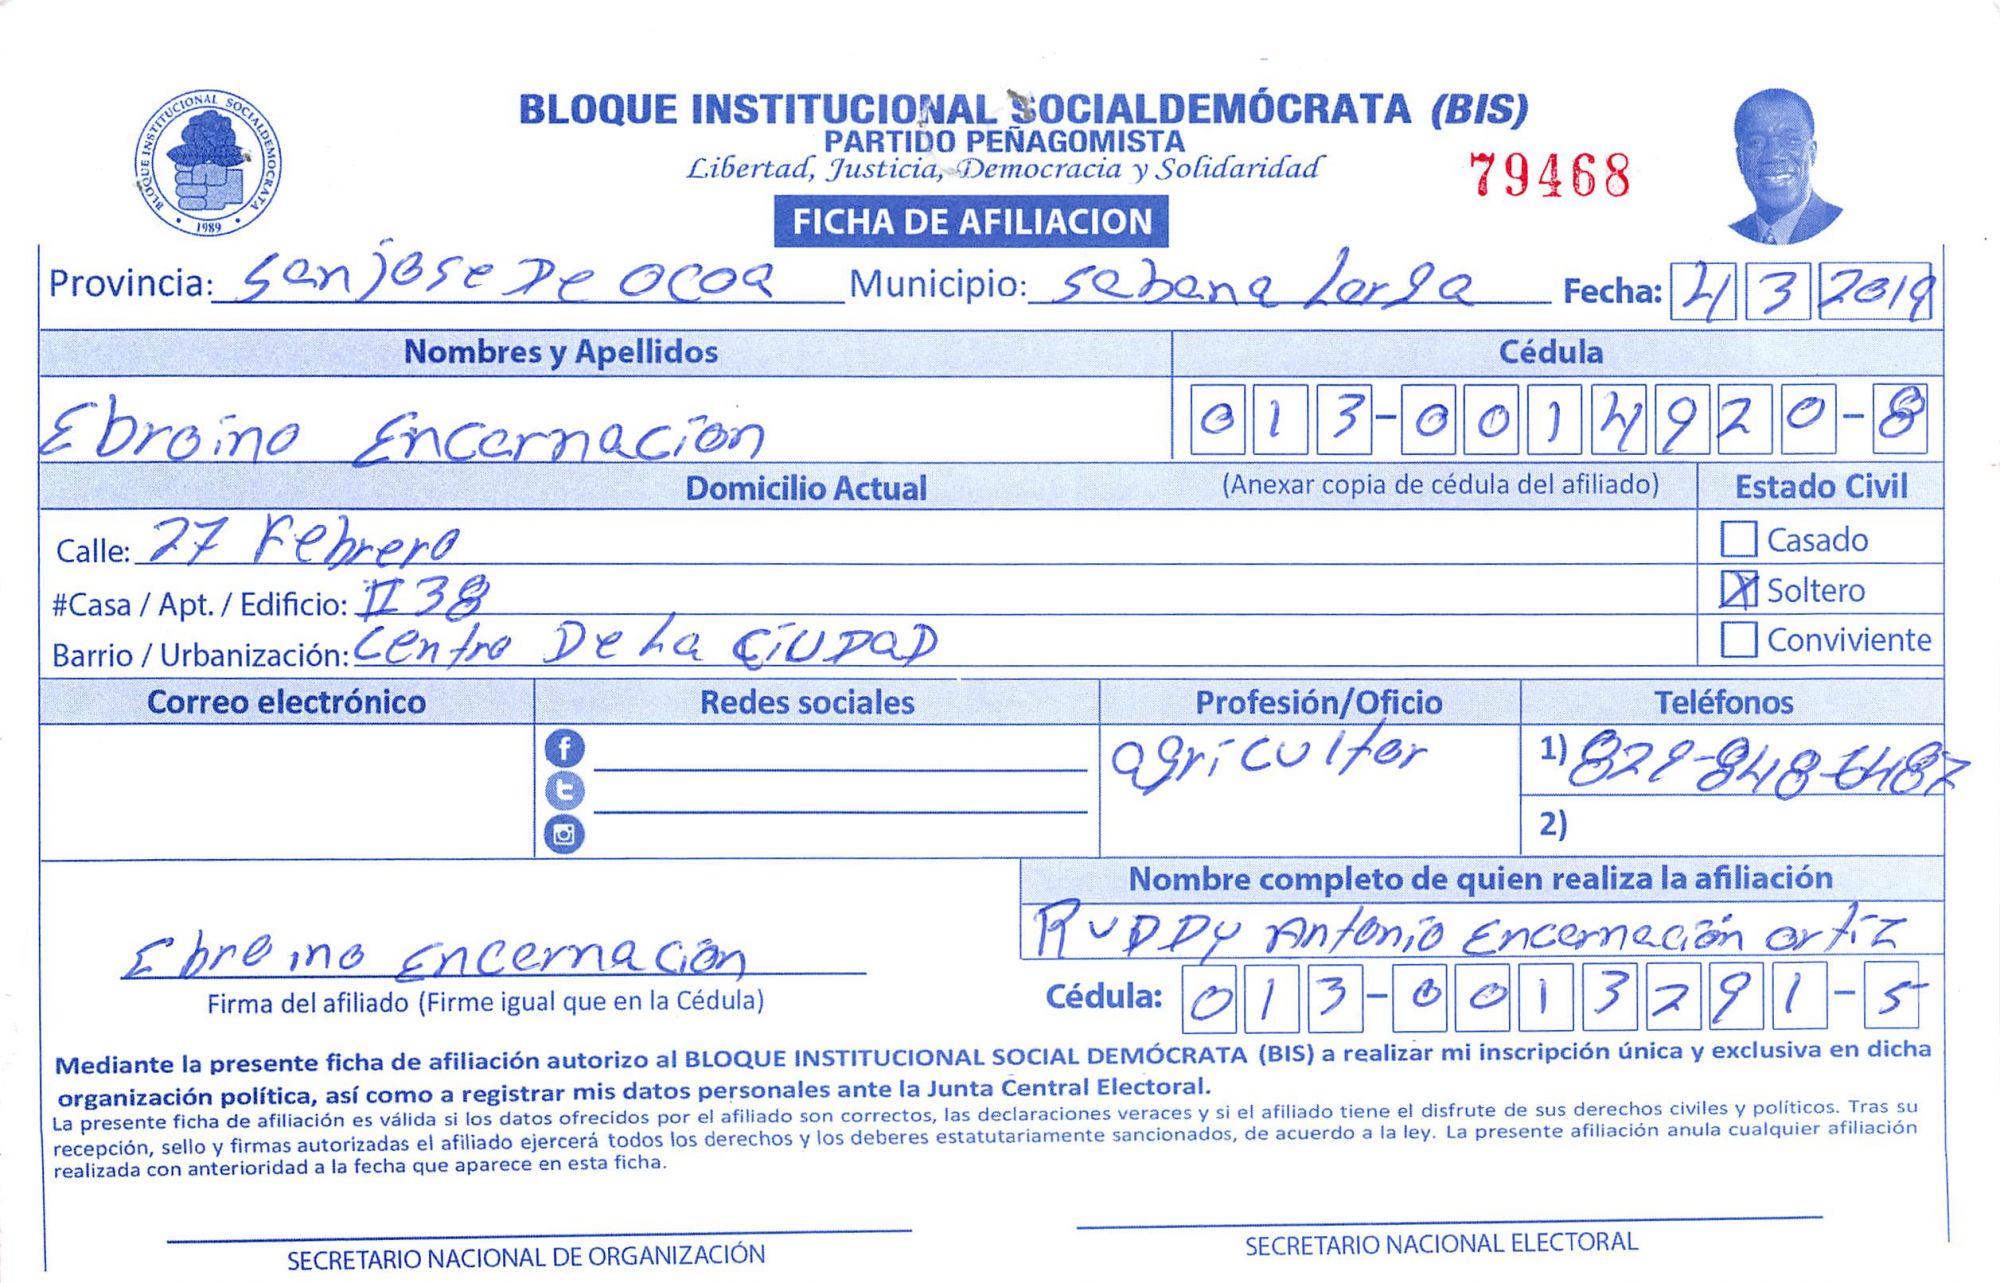 BLOQUE INSTITUCIONAL SOCIALDEMOCRATA
1989
BLOQUE INSTITUCIONAL SOCIALDEMÓCRATA (BIS)
PARTIDO PEÑAGOMISTA
Libertad, Justicia, Democracia y Solidaridad
79468
FICHA DE AFILIACION
Provincia: San jose De ocoa Municipio: sabana Larga Fecha: 4 3 2019
Nombres y Apellidos Cédula
Ebroino Encarnacion 013-0014920-8
Domicilio Actual (Anexar copia de cédula del afiliado) Estado Civil
Calle: 27 Febrero Casado
#Casa / Apt. / Edificio: II 38 Soltero
Barrio / Urbanización: Centro De La CiUDaD Conviviente
Correo electrónico Redes sociales Profesión/Oficio Teléfonos
agricultor 1) 829-848-6487
2)
Nombre completo de quien realiza la afiliación
RUDDY Antonio Encarnación ortiz
Ebroino Encarnación
Firma del afiliado (Firme igual que en la Cédula) Cédula: 013-0013291-5
Mediante la presente ficha de afiliación autorizo al BLOQUE INSTITUCIONAL SOCIAL DEMÓCRATA (BIS) a realizar mi inscripción única y exclusiva en dicha
organización política, así como a registrar mis datos personales ante la Junta Central Electoral.
La presente ficha de afiliación es válida si los datos ofrecidos por el afiliado son correctos, las declaraciones veraces y si el afiliado tiene el disfrute de sus derechos civiles y políticos. Tras su
recepción, sello y firmas autorizadas el afiliado ejercerá todos los derechos y los deberes estatutariamente sancionados, de acuerdo a la ley. La presente afiliación anula cualquier afiliación
realizada con anterioridad a la fecha que aparece en esta ficha.
SECRETARIO NACIONAL DE ORGANIZACIÓN SECRETARIO NACIONAL ELECTORAL